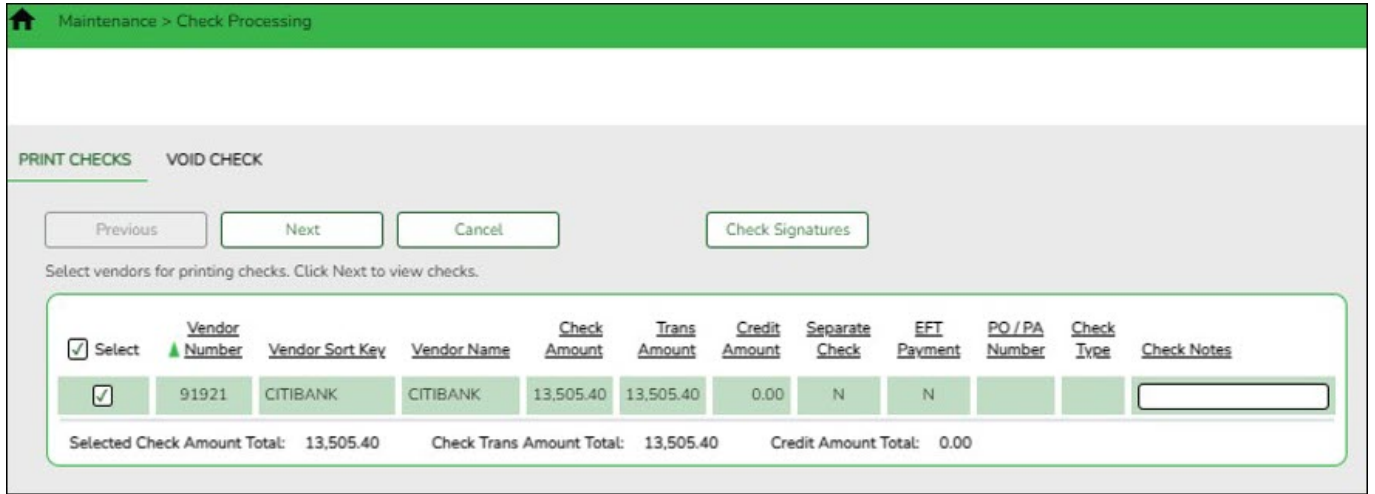 Maintenance > Check Processing
PRINT CHECKS VOID CHECK
Previous Next Cancel Check Signatures
Select vendors for printing checks. Click Next to view checks.
Vendor Check Trans Credit Separate EFT PO / PA Check
Select Number Vendor Sort Key Vendor Name Amount Amount Amount Check Payment Number Type Check Notes
91921 CITIBANK CITIBANK 13,505.40 13,505.40 0.00 N N
Selected Check Amount Total: 13,505.40 Check Trans Amount Total: 13,505.40 Credit Amount Total: 0.00